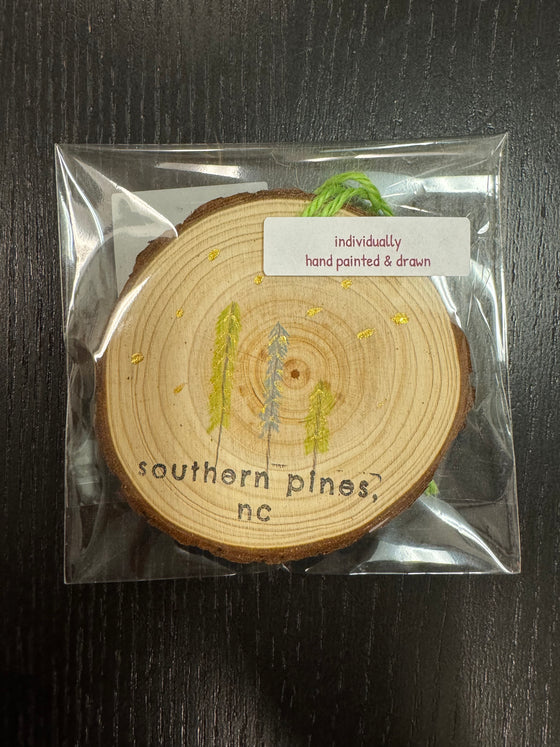 individually
hand painted & drawn
southern pines,
nc